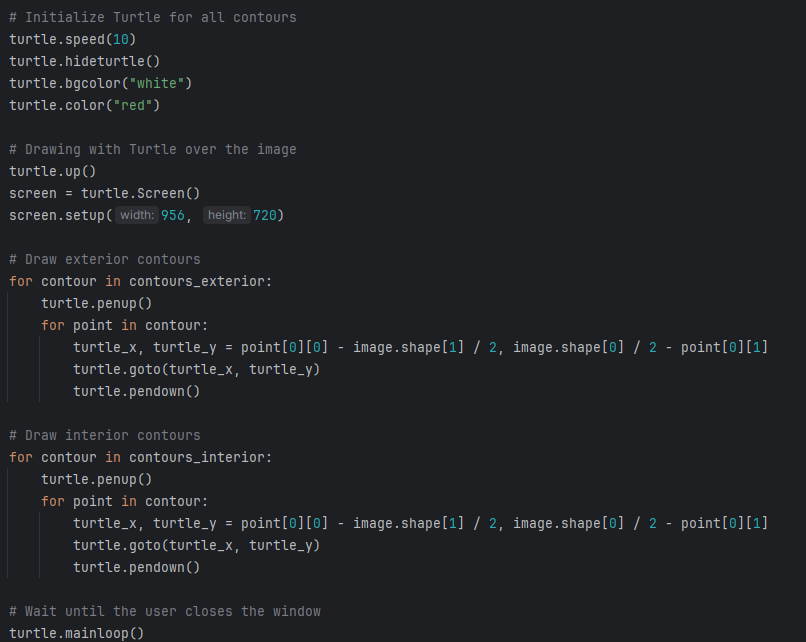 # Initialize Turtle for all contours
turtle.speed(10)
turtle.hideturtle()
turtle.bgcolor("white")
turtle.color("red")

# Drawing with Turtle over the image
turtle.up()
screen = turtle.Screen()
screen.setup( width: 956, height: 720)

# Draw exterior contours
for contour in contours_exterior:
    turtle.penup()
    for point in contour:
        turtle_x, turtle_y = point[0][0] - image.shape[1] / 2, image.shape[0] / 2 - point[0][1]
        turtle.goto(turtle_x, turtle_y)
        turtle.pendown()

# Draw interior contours
for contour in contours_interior:
    turtle.penup()
    for point in contour:
        turtle_x, turtle_y = point[0][0] - image.shape[1] / 2, image.shape[0] / 2 - point[0][1]
        turtle.goto(turtle_x, turtle_y)
        turtle.pendown()

# Wait until the user closes the window
turtle.mainloop()